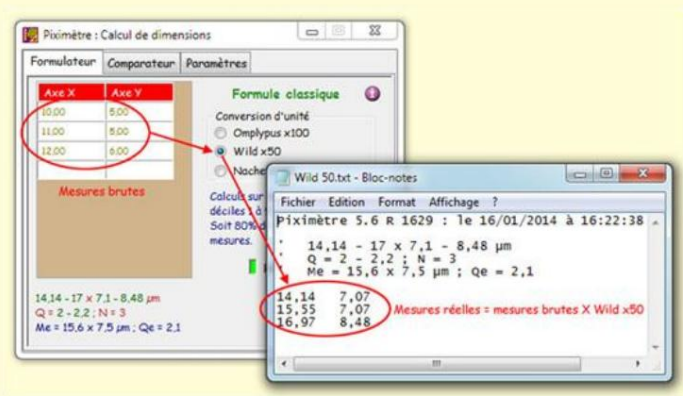 Piximètre : Calcul de dimensions
Formulateur Comparateur Paramètres
Axe X Axe Y
10,00 5,00
11,00 5,00
12,00 6,00
Mesures brutes
Formule classique
Conversion d'unité
Omplypus x100
Wild x50
Nache
Calculs sur
déciles 1 à
Soit 80% d
mesures.
14,14 - 17 x 7,1 - 8,48 µm
Q = 2 - 2,2 ; N = 3
Me = 15,6 x 7,5 µm ; Qe = 2,1
Wild 50.txt - Bloc-notes
Fichier Edition Format Affichage ?
Piximètre 5.6 R 1629 : le 16/01/2014 à 16:22:38
' 14,14 - 17 x 7,1 - 8,48 µm
' Q = 2 - 2,2 ; N = 3
' Me = 15,6 x 7,5 µm ; Qe = 2,1
14,14 7,07
15,55 7,07
16,97 8,48
Mesures réelles = mesures brutes X Wild x50